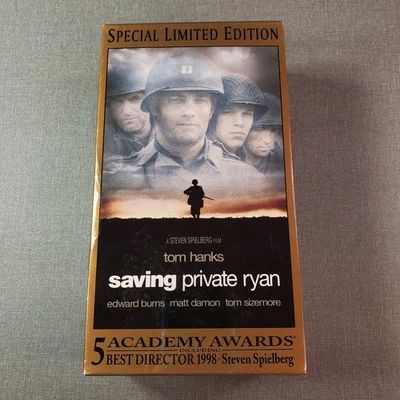 SPECIAL LIMITED EDITION
A STEVEN SPIELBERG FILM
tom hanks
saving private ryan
edward burns matt damon tom sizemore
5 ACADEMY AWARDS®
INCLUDING
BEST DIRECTOR 1998 · Steven Spielberg